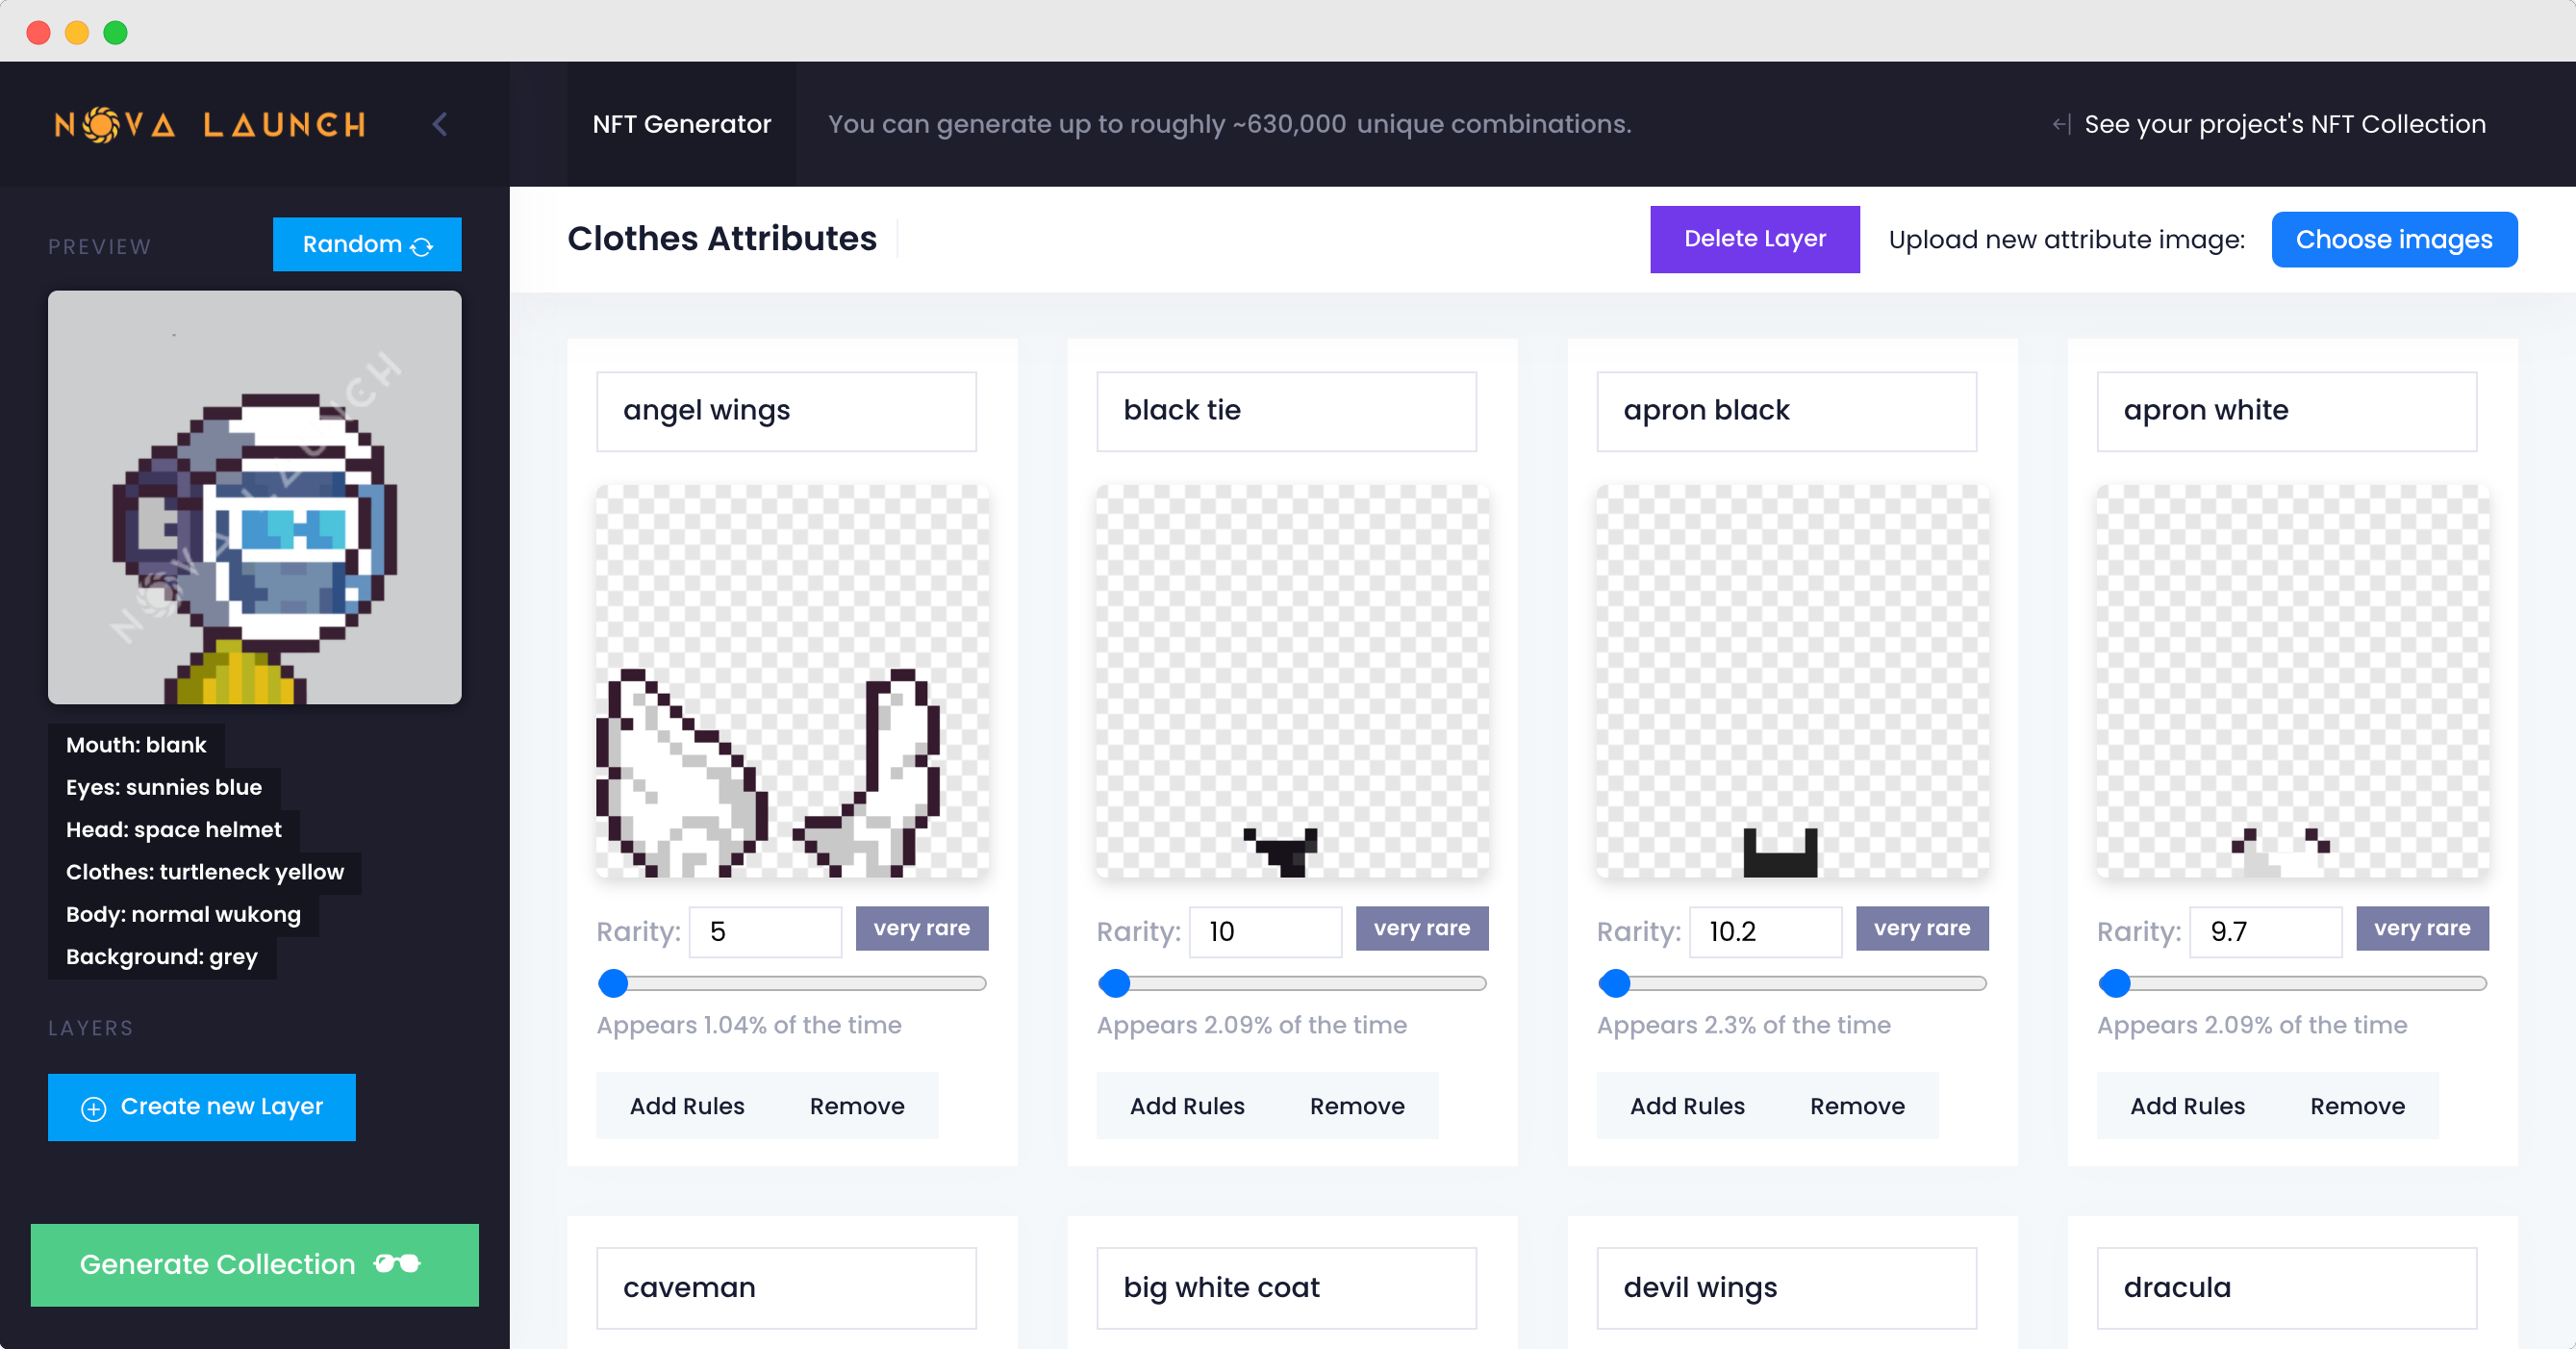 NOVA LAUNCH
NFT Generator
You can generate up to roughly ~630,000 unique combinations.
See your project's NFT Collection
PREVIEW
Random
NOVA LAUNCH
Mouth: blank
Eyes: sunnies blue
Head: space helmet
Clothes: turtleneck yellow
Body: normal wukong
Background: grey
LAYERS
Create new Layer
Generate Collection
Clothes Attributes
Delete Layer
Upload new attribute image:
Choose images
angel wings
Rarity: 5 very rare
Appears 1.04% of the time
Add Rules Remove
black tie
Rarity: 10 very rare
Appears 2.09% of the time
Add Rules Remove
apron black
Rarity: 10.2 very rare
Appears 2.3% of the time
Add Rules Remove
apron white
Rarity: 9.7 very rare
Appears 2.09% of the time
Add Rules Remove
caveman
big white coat
devil wings
dracula